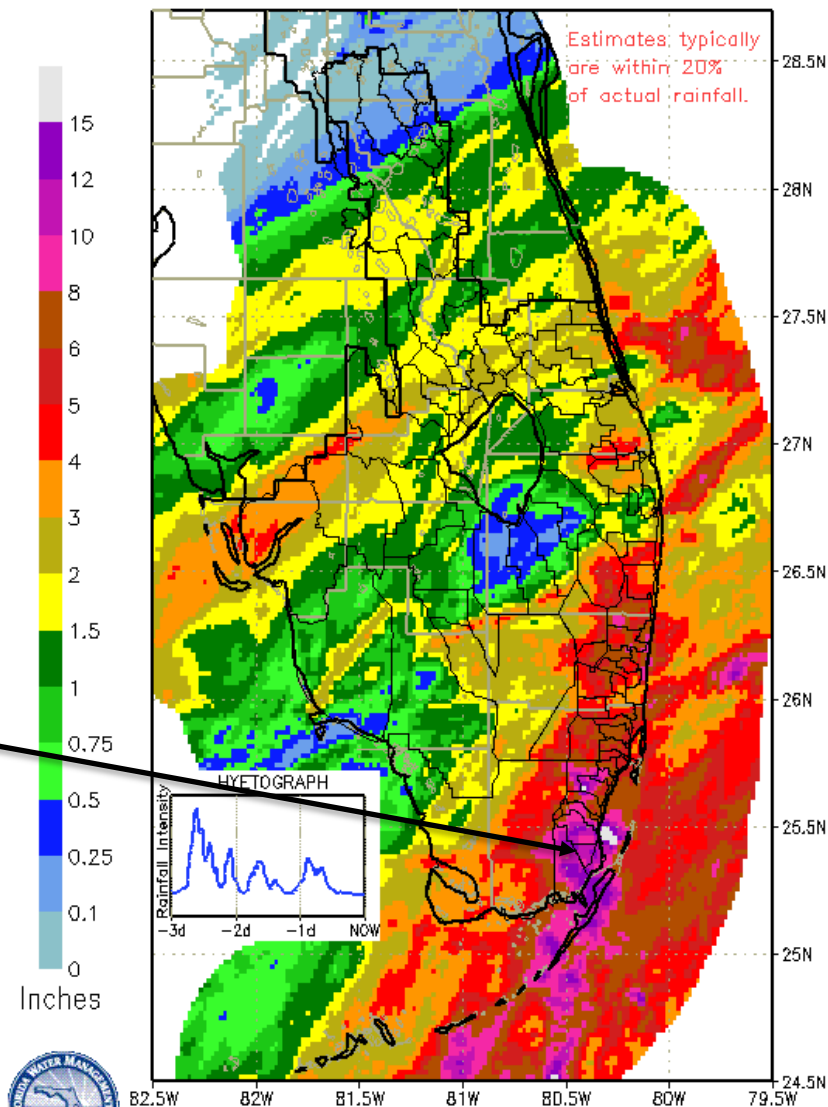 Estimates typically
are within 20%
of actual rainfall.
15
12
10
8
6
5
4
3
2
1.5
1
0.75
0.5
0.25
0.1
0
Inches
28.5N
28N
27.5N
27N
26.5N
26N
25.5N
25N
24.5N
HYETOGRAPH
Rainfall Intensity
-3d -2d -1d NOW
82.5W 82W 81.5W 81W 80.5W 80W 79.5W
WATER MANAGEMENT